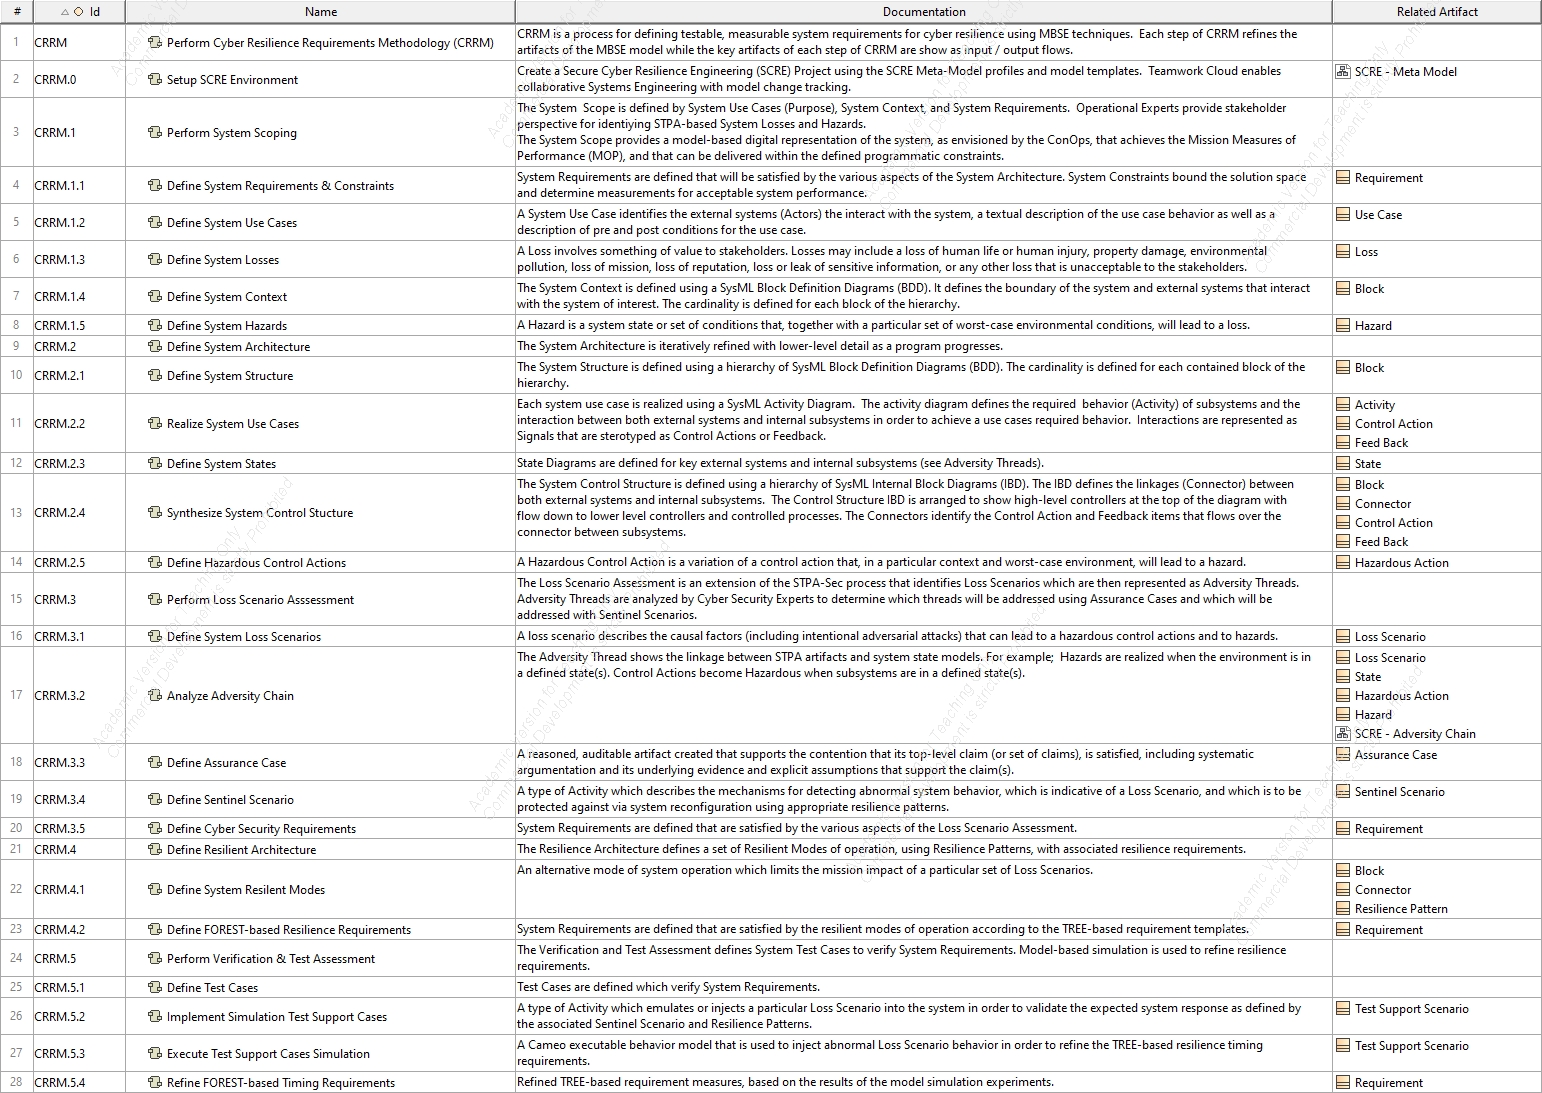 # Id Name Documentation Related Artifact
1 CRRM Perform Cyber Resilience Requirements Methodology (CRRM) CRRM is a process for defining testable, measurable system requirements for cyber resilience using MBSE techniques. Each step of CRRM refines the
artifacts of the MBSE model while the key artifacts of each step of CRRM are show as input / output flows.
2 CRRM.0 Setup SCRE Environment Create a Secure Cyber Resilience Engineering (SCRE) Project using the SCRE Meta-Model profiles and model templates. Teamwork Cloud enables
collaborative Systems Engineering with model change tracking.
SCRE - Meta Model
3 CRRM.1 Perform System Scoping The System Scope is defined by System Use Cases (Purpose), System Context, and System Requirements. Operational Experts provide stakeholder
perspective for identiying STPA-based System Losses and Hazards.
The System Scope provides a model-based digital representation of the system, as envisioned by the ConOps, that achieves the Mission Measures of
Performance (MOP), and that can be delivered within the defined programmatic constraints.
4 CRRM.1.1 Define System Requirements & Constraints System Requirements are defined that will be satisfied by the various aspects of the System Architecture. System Constraints bound the solution space
and determine measurements for acceptable system performance.
Requirement
5 CRRM.1.2 Define System Use Cases A System Use Case identifies the external systems (Actors) the interact with the system, a textual description of the use case behavior as well as a
description of pre and post conditions for the use case.
Use Case
6 CRRM.1.3 Define System Losses A Loss involves something of value to stakeholders. Losses may include a loss of human life or human injury, property damage, environmental
pollution, loss of mission, loss of reputation, loss or leak of sensitive information, or any other loss that is unacceptable to the stakeholders.
Loss
7 CRRM.1.4 Define System Context The System Context is defined using a SysML Block Definition Diagrams (BDD). It defines the boundary of the system and external systems that interact
with the system of interest. The cardinality is defined for each block of the hierarchy.
Block
8 CRRM.1.5 Define System Hazards A Hazard is a system state or set of conditions that, together with a particular set of worst-case environmental conditions, will lead to a loss. Hazard
9 CRRM.2 Define System Architecture The System Architecture is iteratively refined with lower-level detail as a program progresses.
10 CRRM.2.1 Define System Structure The System Structure is defined using a hierarchy of SysML Block Definition Diagrams (BDD). The cardinality is defined for each contained block of the
hierarchy.
Block
11 CRRM.2.2 Realize System Use Cases Each system use case is realized using a SysML Activity Diagram. The activity diagram defines the required behavior (Activity) of subsystems and the
interaction between both external systems and internal subsystems in order to achieve a use cases required behavior. Interactions are represented as
Signals that are sterotyped as Control Actions or Feedback.
Activity
Control Action
Feed Back
12 CRRM.2.3 Define System States State Diagrams are defined for key external systems and internal subsystems (see Adversity Threads). State
13 CRRM.2.4 Synthesize System Control Stucture The System Control Structure is defined using a hierarchy of SysML Internal Block Diagrams (IBD). The IBD defines the linkages (Connector) between
both external systems and internal subsystems. The Control Structure IBD is arranged to show high-level controllers at the top of the diagram with
flow down to lower level controllers and controlled processes. The Connectors identify the Control Action and Feedback items that flows over the
connector between subsystems.
Block
Connector
Control Action
Feed Back
14 CRRM.2.5 Define Hazardous Control Actions A Hazardous Control Action is a variation of a control action that, in a particular context and worst-case environment, will lead to a hazard. Hazardous Action
15 CRRM.3 Perform Loss Scenario Asssessment The Loss Scenario Assessment is an extension of the STPA-Sec process that identifies Loss Scenarios which are then represented as Adversity Threads.
Adversity Threads are analyzed by Cyber Security Experts to determine which threads will be addressed using Assurance Cases and which will be
addressed with Sentinel Scenarios.
16 CRRM.3.1 Define System Loss Scenarios A loss scenario describes the causal factors (including intentional adversarial attacks) that can lead to a hazardous control actions and to hazards. Loss Scenario
17 CRRM.3.2 Analyze Adversity Chain The Adversity Thread shows the linkage between STPA artifacts and system state models. For example; Hazards are realized when the environment is in
a defined state(s). Control Actions become Hazardous when subsystems are in a defined state(s).
Loss Scenario
State
Hazardous Action
Hazard
SCRE - Adversity Chain
18 CRRM.3.3 Define Assurance Case A reasoned, auditable artifact created that supports the contention that its top-level claim (or set of claims), is satisfied, including systematic
argumentation and its underlying evidence and explicit assumptions that support the claim(s).
Assurance Case
19 CRRM.3.4 Define Sentinel Scenario A type of Activity which describes the mechanisms for detecting abnormal system behavior, which is indicative of a Loss Scenario, and which is to be
protected against via system reconfiguration using appropriate resilience patterns.
Sentinel Scenario
20 CRRM.3.5 Define Cyber Security Requirements System Requirements are defined that are satisfied by the various aspects of the Loss Scenario Assessment. Requirement
21 CRRM.4 Define Resilient Architecture The Resilience Architecture defines a set of Resilient Modes of operation, using Resilience Patterns, with associated resilience requirements.
22 CRRM.4.1 Define System Resilent Modes An alternative mode of system operation which limits the mission impact of a particular set of Loss Scenarios.
Block
Connector
Resilience Pattern
23 CRRM.4.2 Define FOREST-based Resilience Requirements System Requirements are defined that are satisfied by the resilient modes of operation according to the TREE-based requirement templates. Requirement
24 CRRM.5 Perform Verification & Test Assessment The Verification and Test Assessment defines System Test Cases to verify System Requirements. Model-based simulation is used to refine resilience
requirements.
25 CRRM.5.1 Define Test Cases Test Cases are defined which verify System Requirements.
26 CRRM.5.2 Implement Simulation Test Support Cases A type of Activity which emulates or injects a particular Loss Scenario into the system in order to validate the expected system response as defined by
the associated Sentinel Scenario and Resilience Patterns.
Test Support Scenario
27 CRRM.5.3 Execute Test Support Cases Simulation A Cameo executable behavior model that is used to inject abnormal Loss Scenario behavior in order to refine the TREE-based resilience timing
requirements.
Test Support Scenario
28 CRRM.5.4 Refine FOREST-based Timing Requirements Refined TREE-based requirement measures, based on the results of the model simulation experiments. Requirement